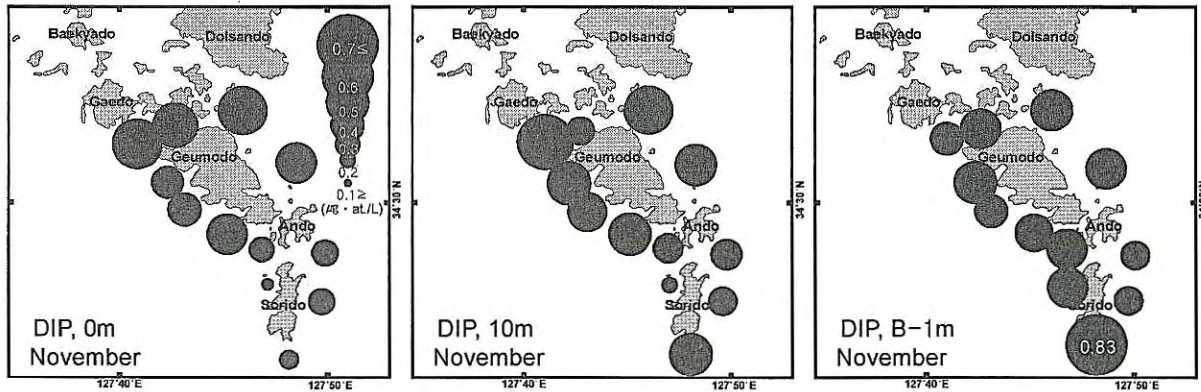 Baekyado
Dolsando
0.7≤
0.6
Gaedo
0.5
0.4
0.3
Geumodo
0.2
0.1≥
(㎍・at/L)
Ando
Sorido
DIP, 0m
November
127°40' E
127°50' E
34°30' N
Baekyado
Dolsando
Gaedo
Geumodo
Ando
Sorido
DIP, 10m
November
127°40' E
127°50' E
34°30' N
Baekyado
Dolsando
Gaedo
Geumodo
Ando
Sorido
0.83
DIP, B-1m
November
127°40' E
127°50' E